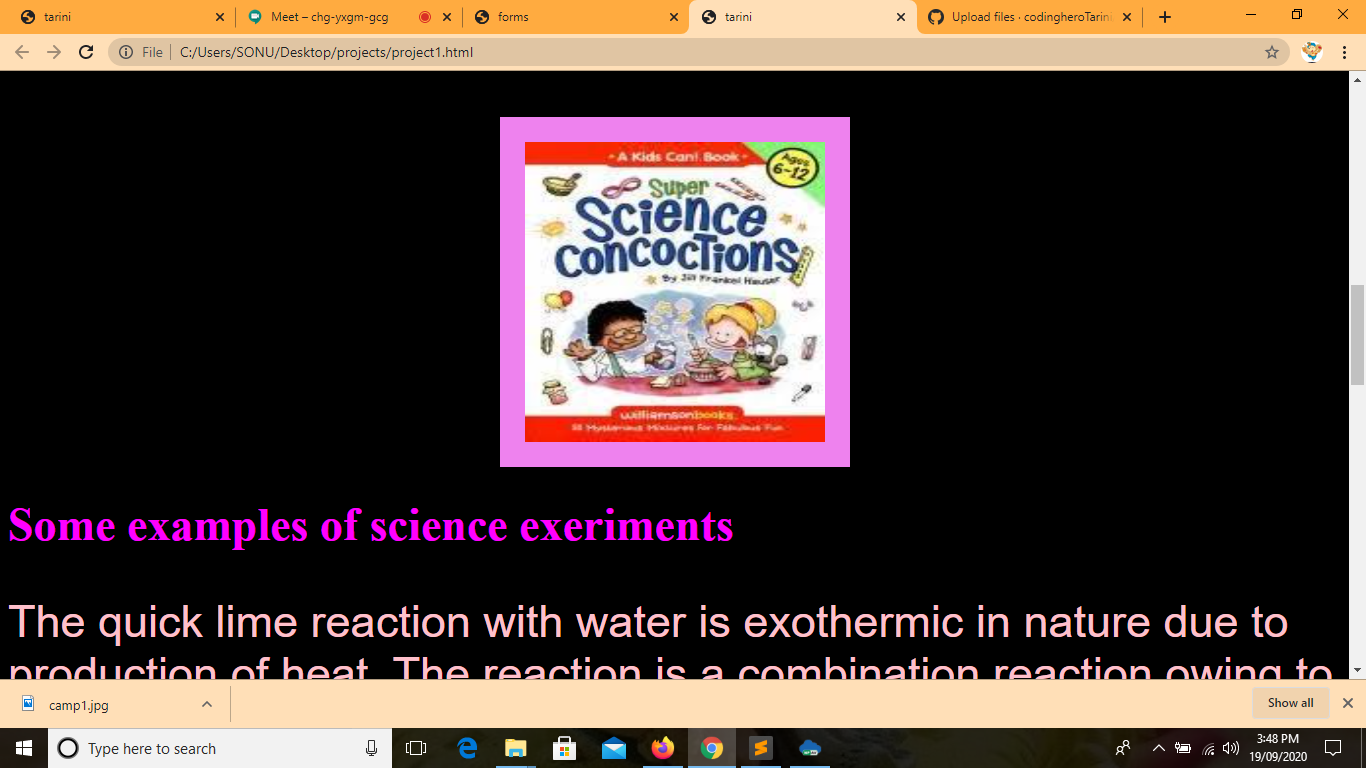 tarini
Meet – chg-yxgm-gcg
forms
tarini
Upload files · codingheroTarin
File
C:/Users/SONU/Desktop/projects/project1.html
A Kids Can! Book
Ages
6-12
Super
Science
Concoctions
By Jill Frankel Hauser
williamsonbooks
Mysterious Mixtures for Fabulous Fun
Some examples of science exeriments
The quick lime reaction with water is exothermic in nature due to
production of heat. The reaction is a combination reaction owing to
camp1.jpg
Show all
Type here to search
3:48 PM
19/09/2020